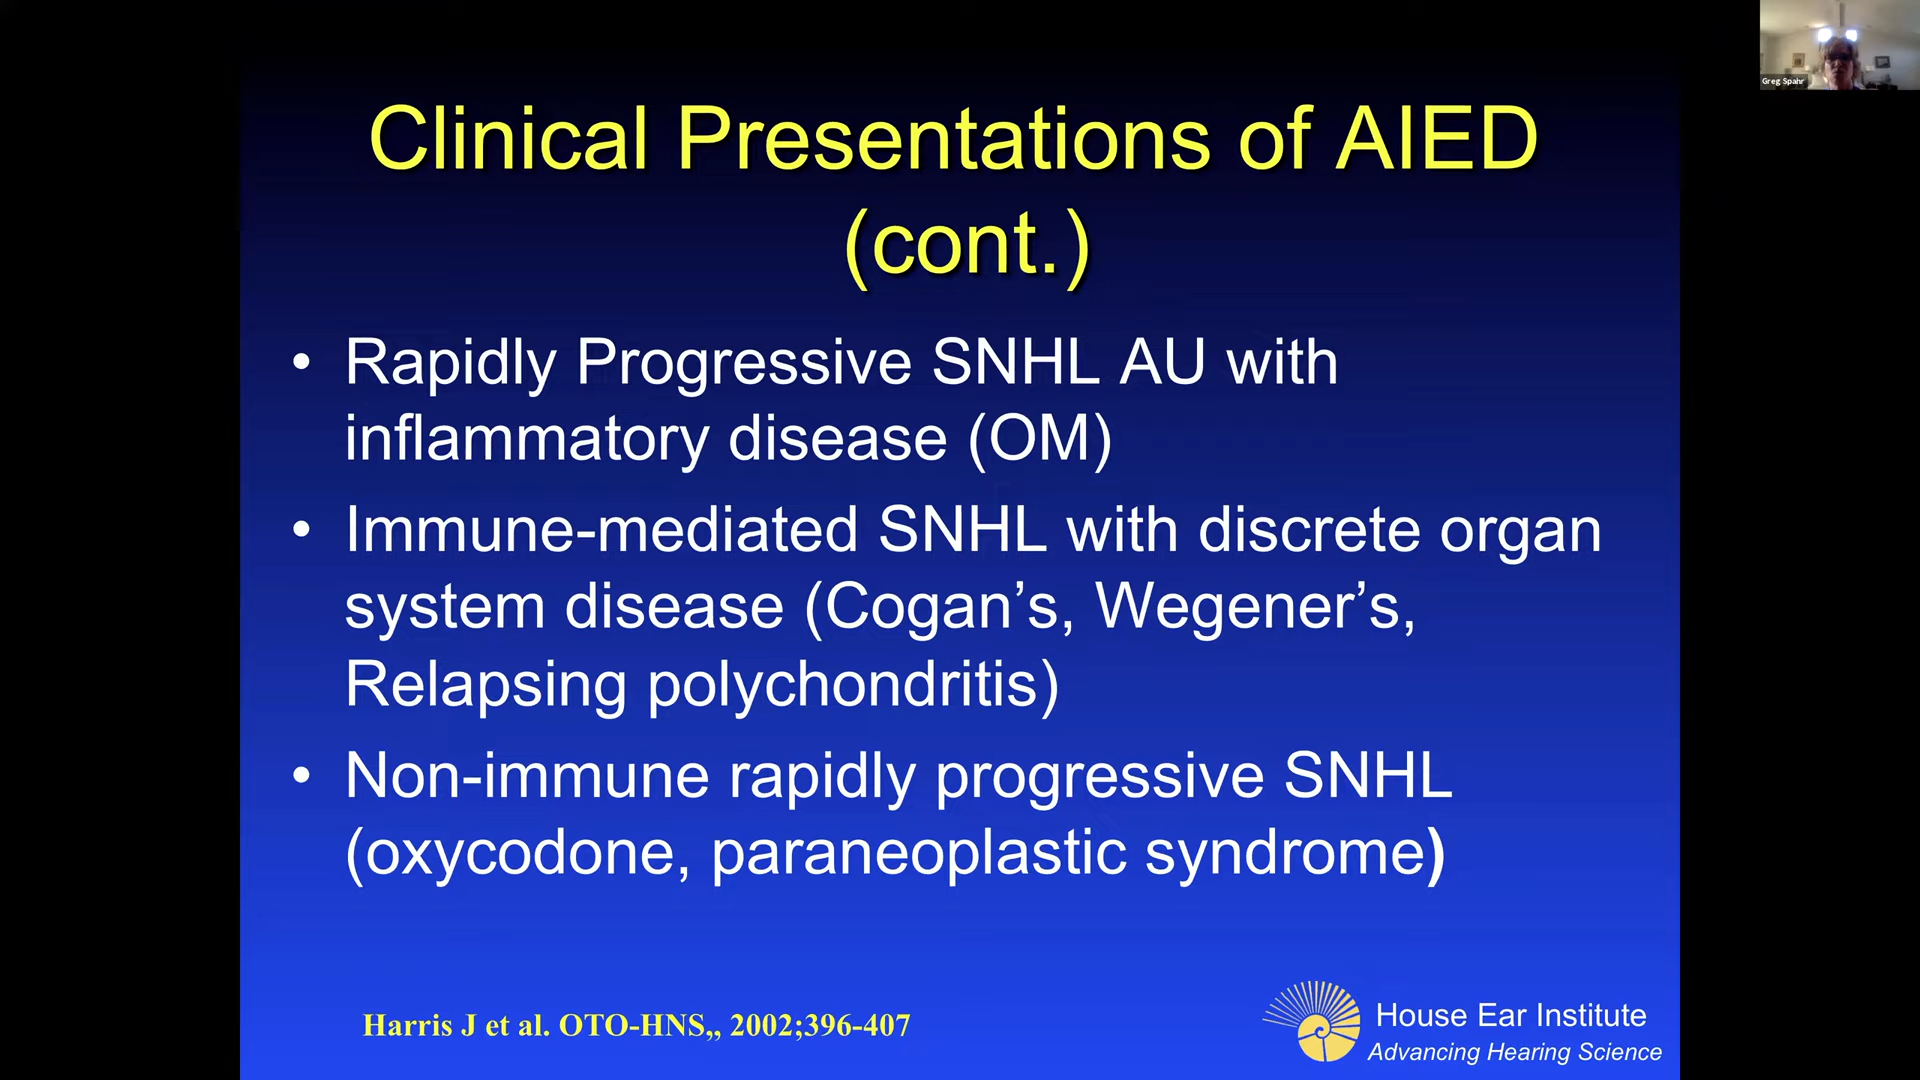 Greg Spahr
Clinical Presentations of AIED
(cont.)
• Rapidly Progressive SNHL AU with
inflammatory disease (OM)
• Immune-mediated SNHL with discrete organ
system disease (Cogan’s, Wegener’s,
Relapsing polychondritis)
• Non-immune rapidly progressive SNHL
(oxycodone, paraneoplastic syndrome)
Harris J et al. OTO-HNS,, 2002;396-407
House Ear Institute
Advancing Hearing Science